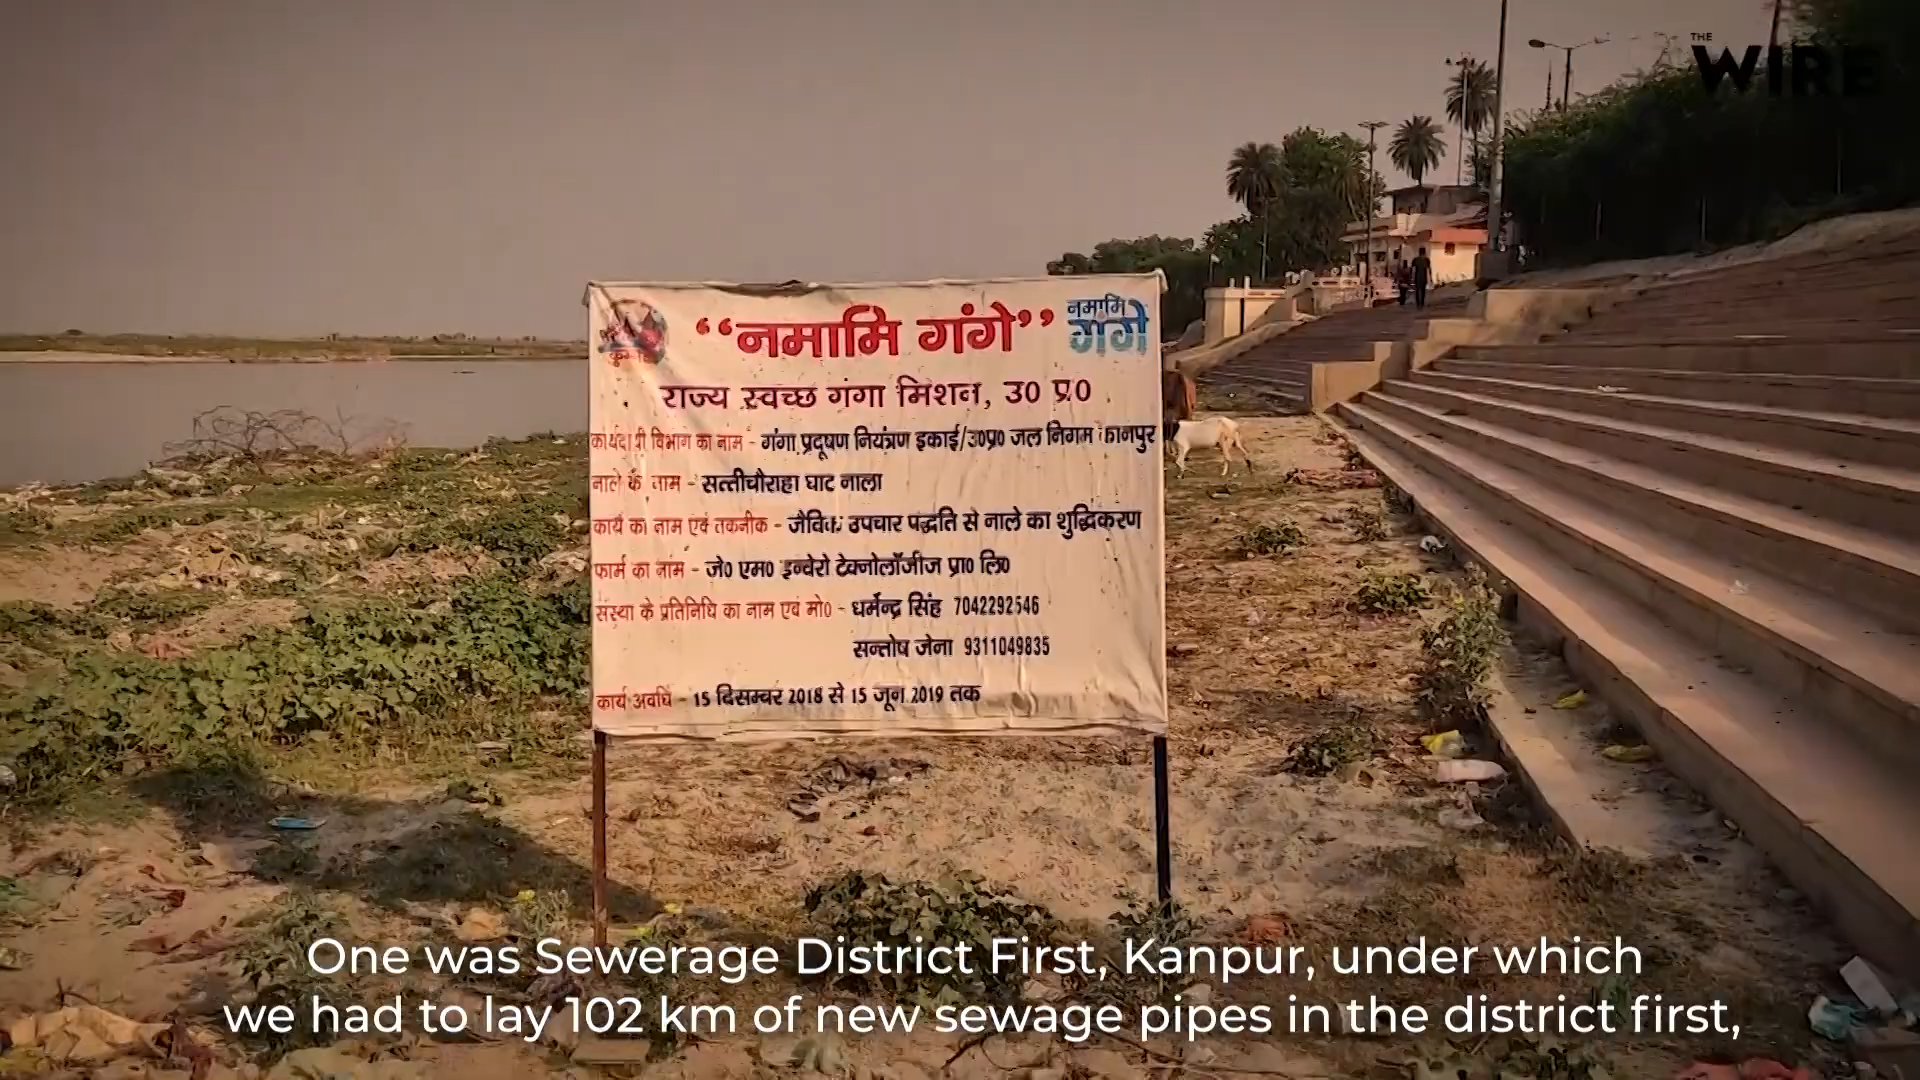 THE
WIRE
“नमामि गंगे”
नमामि
गंगे
राज्य स्वच्छ गंगा मिशन, उ0 प्र0
कार्यदायी विभाग का नाम - गंगा प्रदूषण नियंत्रण इकाई/उ0प्र0 जल निगम कानपुर
नाले के नाम - सत्तीचौराहा घाट नाला
कार्य का नाम एवं तकनीक - जैविक उपचार पद्धति से नाले का शुद्धिकरण
फार्म का नाम - जे0 एम0 इन्वेरो टेक्नोलॉजीज प्रा0 लि0
संस्था के प्रतिनिधि का नाम एवं मो0 - धर्मेन्द्र सिंह 7042292546
सन्तोष जेना 9311049835
कार्य अवधि - 15 दिसम्बर 2018 से 15 जून 2019 तक
One was Sewerage District First, Kanpur, under which
we had to lay 102 km of new sewage pipes in the district first,